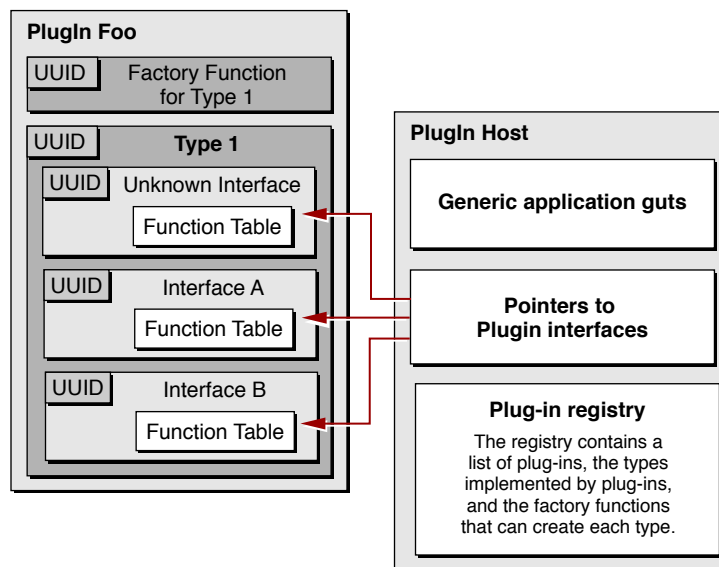 PlugIn Foo
UUID
Factory Function
for Type 1
UUID
Type 1
UUID
Unknown Interface
Function Table
UUID
Interface A
Function Table
UUID
Interface B
Function Table
PlugIn Host
Generic application guts
Pointers to
Plugin interfaces
Plug-in registry
The registry contains a
list of plug-ins, the types
implemented by plug-ins,
and the factory functions
that can create each type.